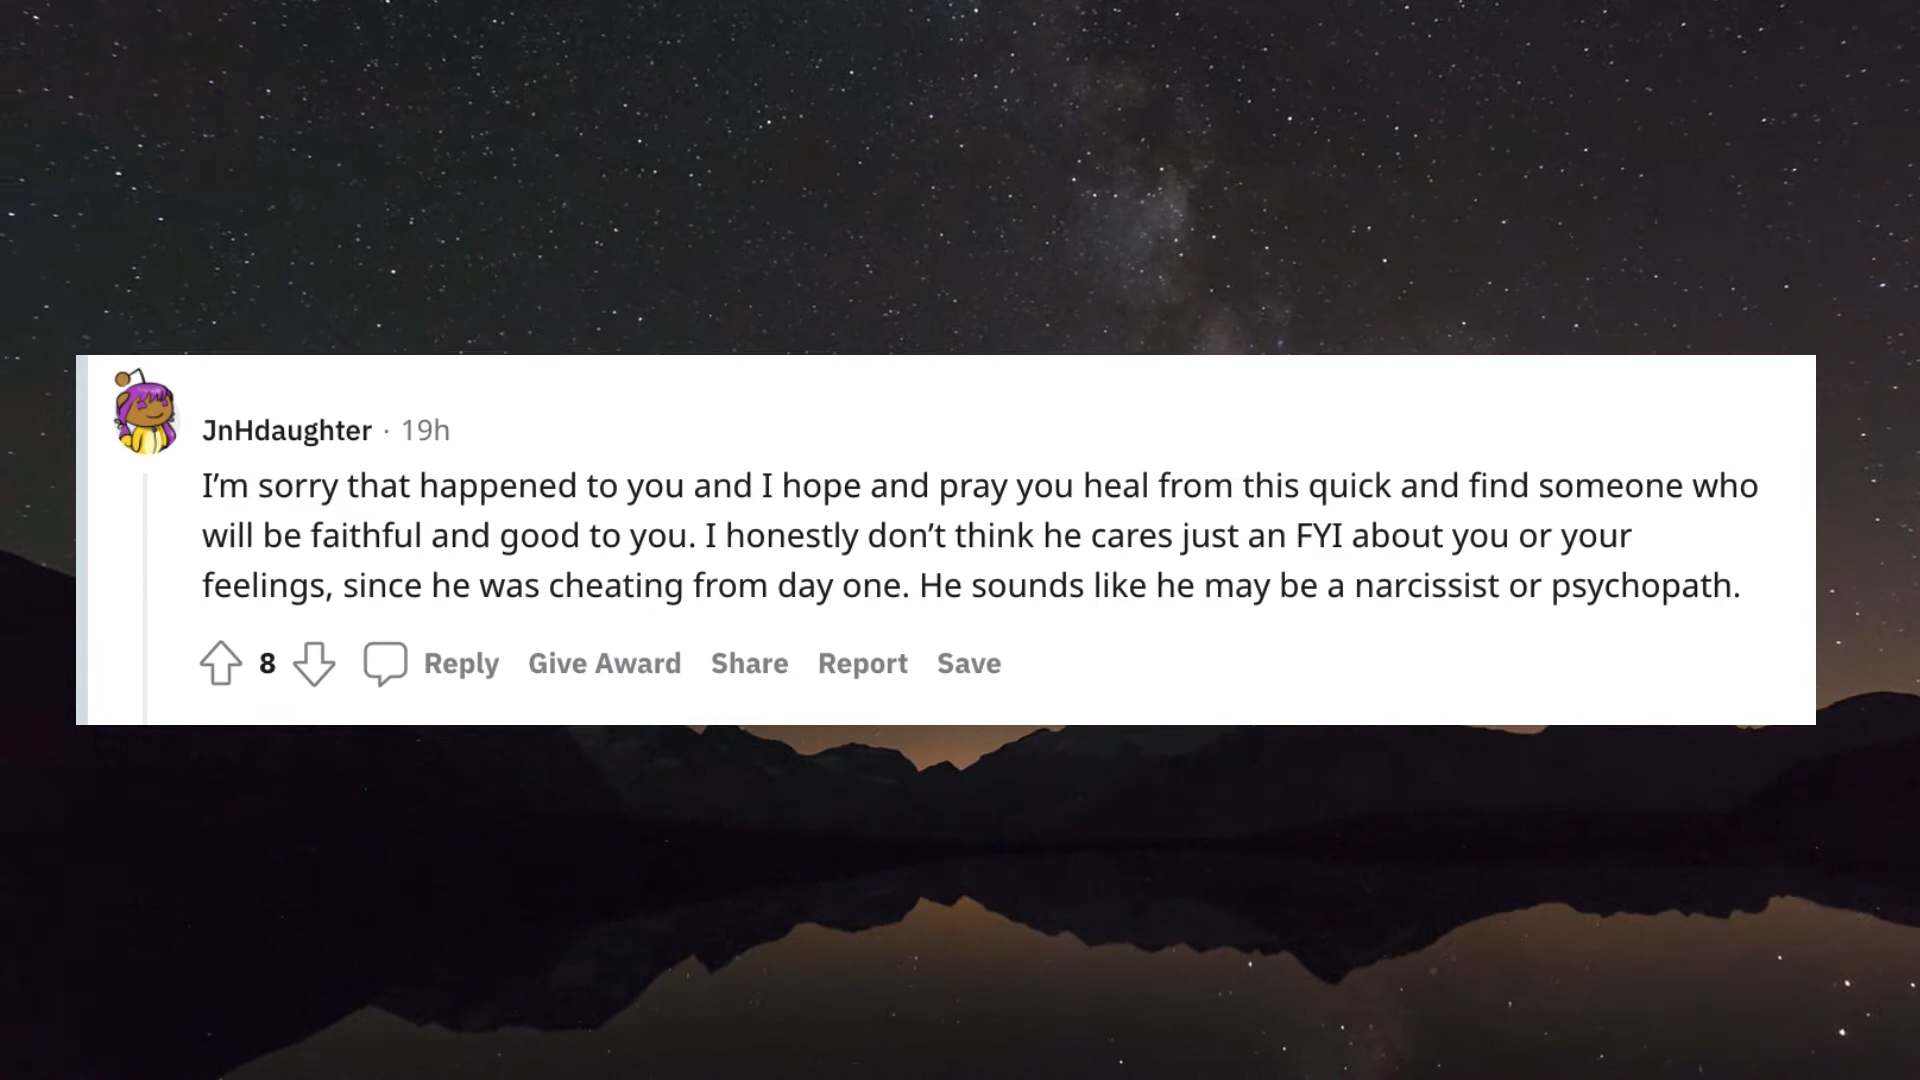 JnHdaughter · 19h
I’m sorry that happened to you and I hope and pray you heal from this quick and find someone who
will be faithful and good to you. I honestly don’t think he cares just an FYI about you or your
feelings, since he was cheating from day one. He sounds like he may be a narcissist or psychopath.
8 Reply Give Award Share Report Save